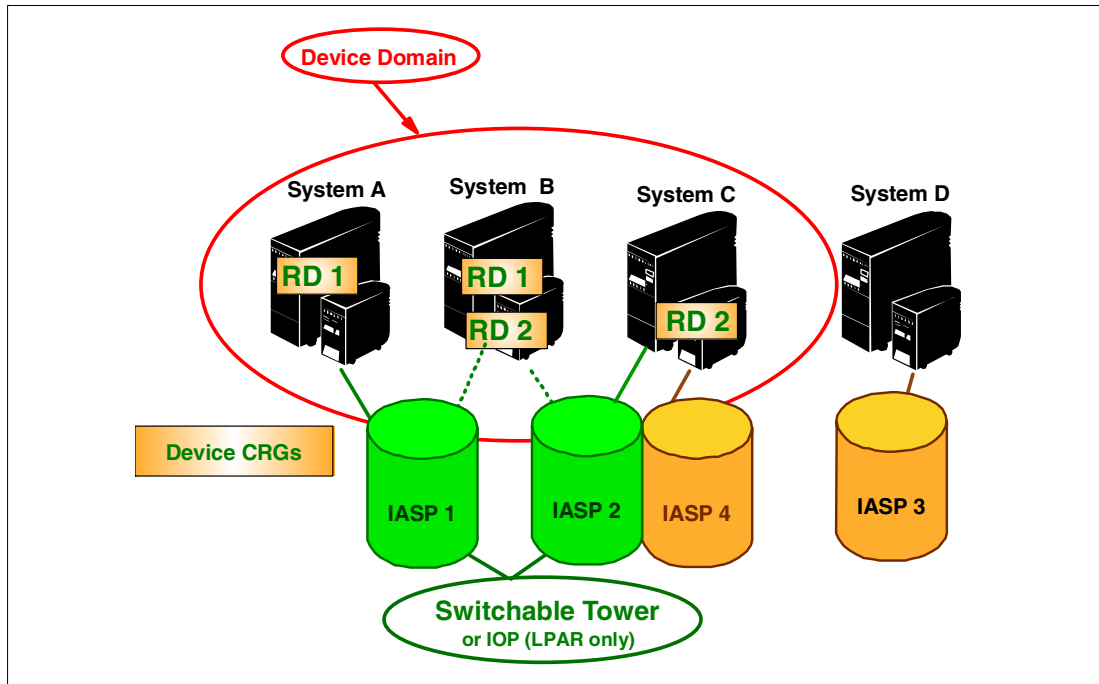 Device Domain
System A
System B
System C
System D
RD 1
RD 1
RD 2
RD 2
Device CRGs
IASP 1
IASP 2
IASP 4
IASP 3
Switchable Tower
or IOP (LPAR only)